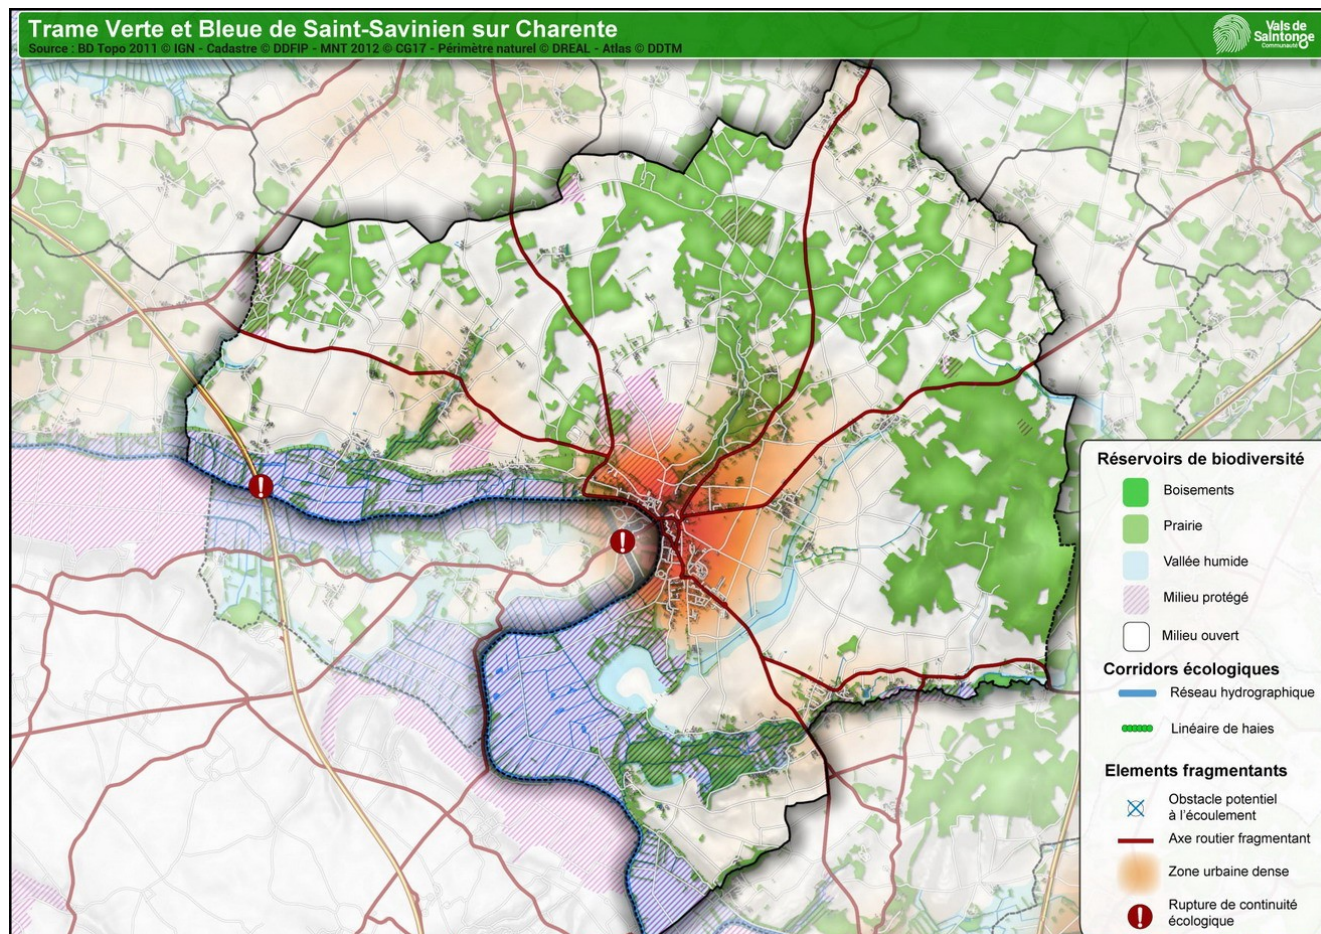 Trame Verte et Bleue de Saint-Savinien sur Charente
Source : BD Topo 2011 © IGN - Cadastre © DDFIP - MNT 2012 © CG17 - Périmètre naturel © DREAL - Atlas © DDTM
Vals de
Saintonge
Communauté
Réservoirs de biodiversité
Boisements
Prairie
Vallée humide
Milieu protégé
Milieu ouvert
Corridors écologiques
Réseau hydrographique
Linéaire de haies
Elements fragmentants
Obstacle potentiel
à l'écoulement
Axe routier fragmentant
Zone urbaine dense
Rupture de continuité
écologique